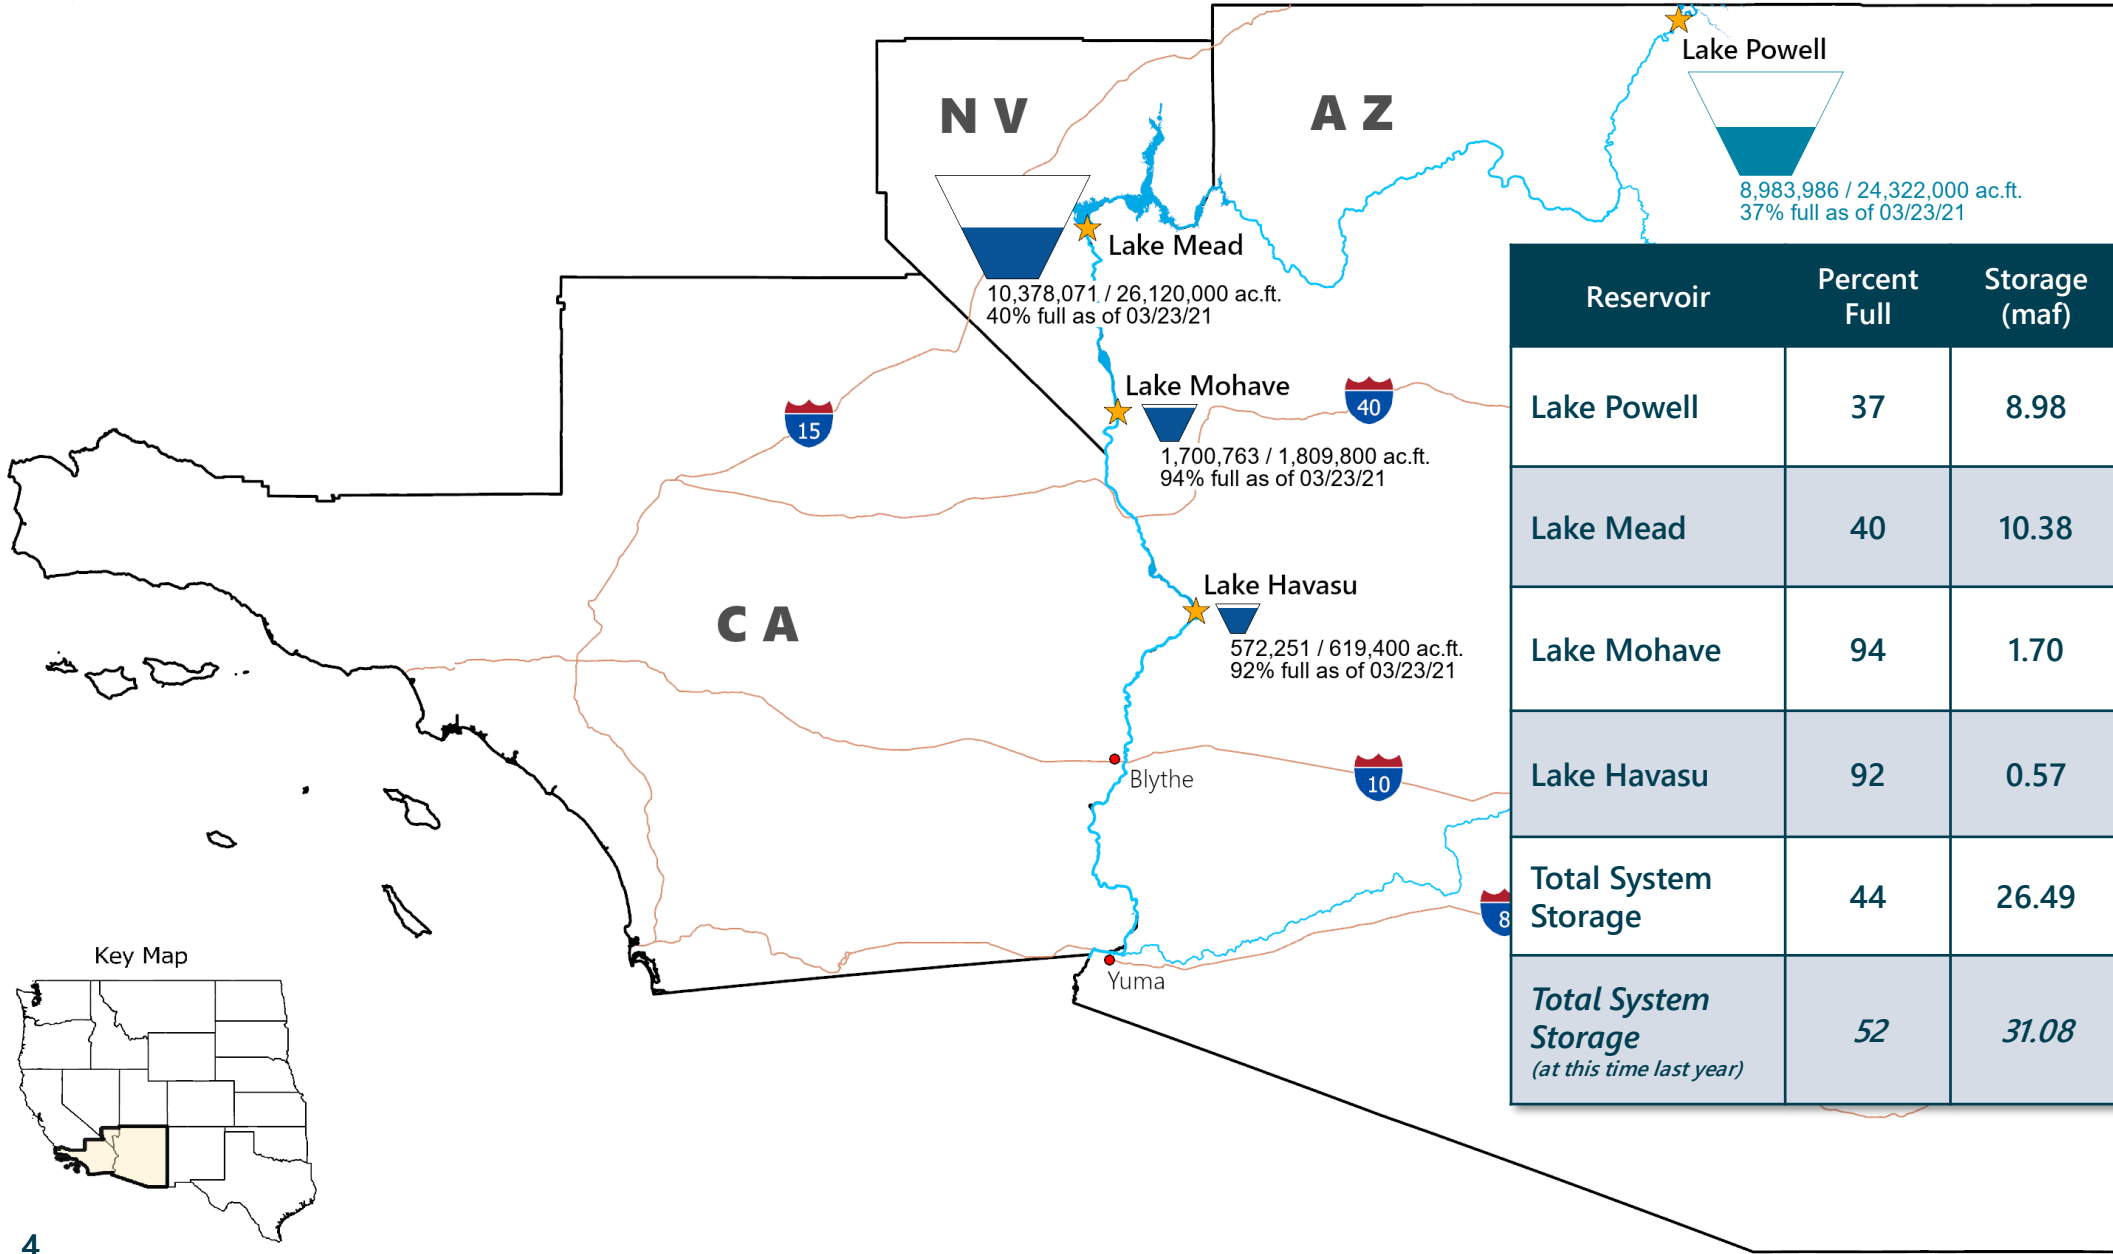 Lake Powell
8,983,986 / 24,322,000 ac.ft.
37% full as of 03/23/21
N V
A Z
Lake Mead
10,378,071 / 26,120,000 ac.ft.
40% full as of 03/23/21
Lake Mohave
1,700,763 / 1,809,800 ac.ft.
94% full as of 03/23/21
15
40
Lake Havasu
572,251 / 619,400 ac.ft.
92% full as of 03/23/21
C A
Blythe
10
8
Yuma
Reservoir Percent Full Storage (maf)
Lake Powell 37 8.98
Lake Mead 40 10.38
Lake Mohave 94 1.70
Lake Havasu 92 0.57
Total System Storage 44 26.49
Total System Storage (at this time last year) 52 31.08
Key Map
4